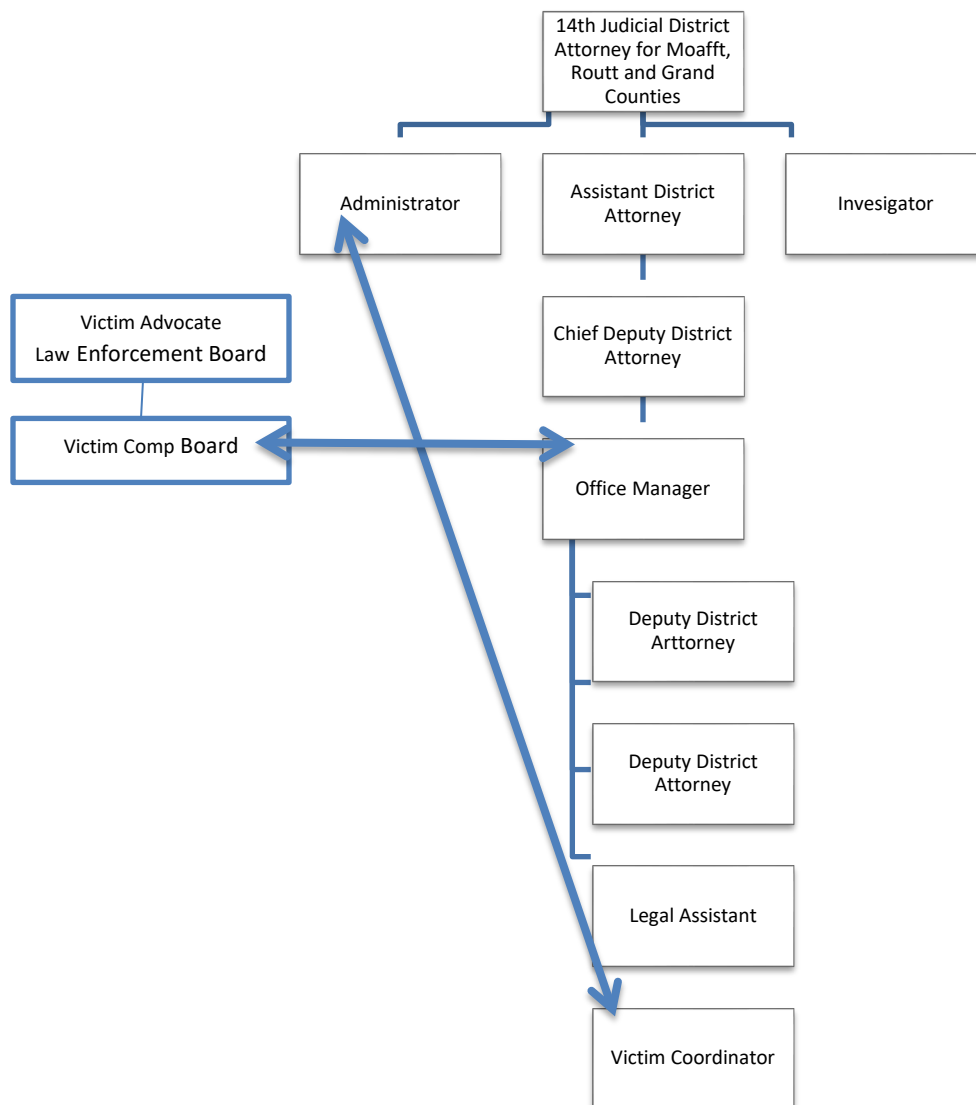 14th Judicial District
Attorney for Moafft,
Routt and Grand
Counties
Administrator
Assistant District
Attorney
Invesigator
Victim Advocate
Law Enforcement Board
Chief Deputy District
Attorney
Victim Comp Board
Office Manager
Deputy District
Arttorney
Deputy District
Attorney
Legal Assistant
Victim Coordinator